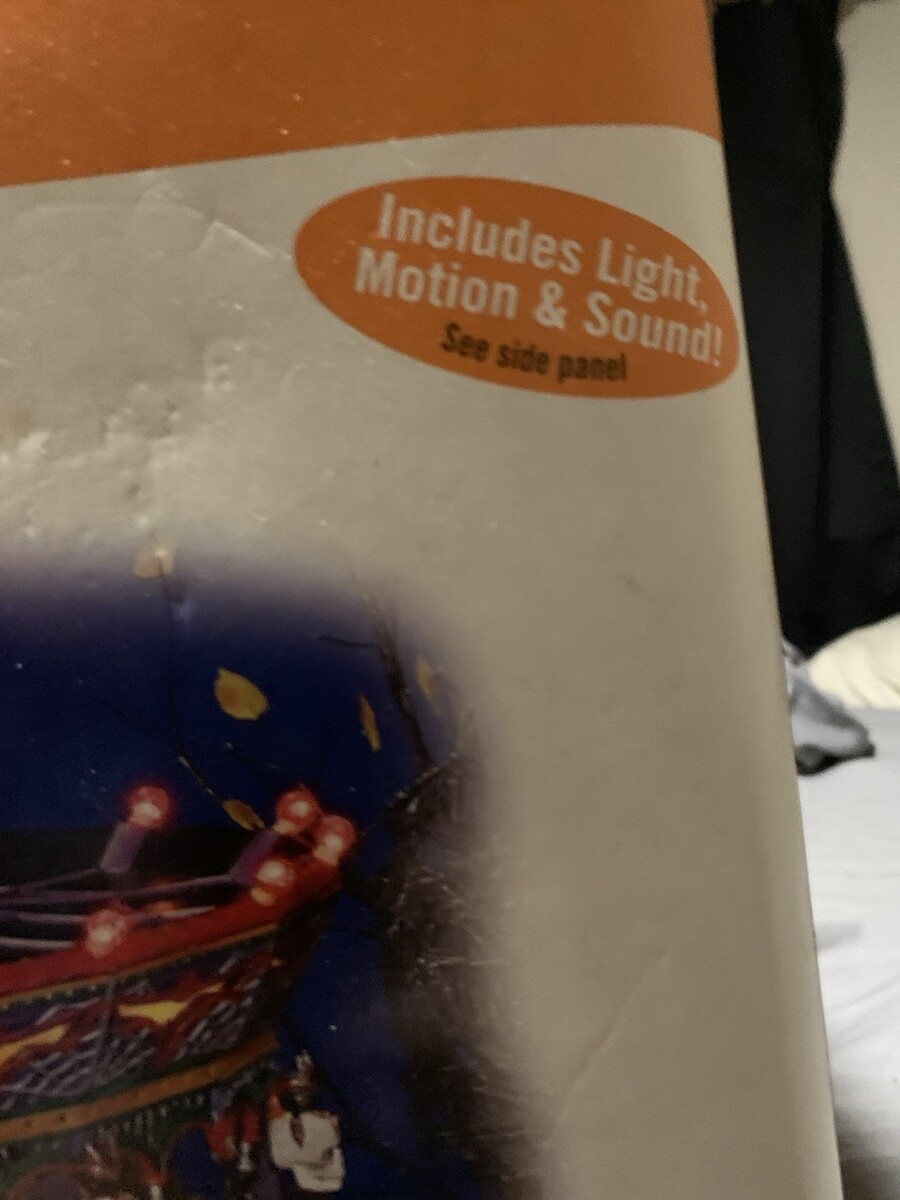 Includes Light,
Motion & Sound!
See side panel